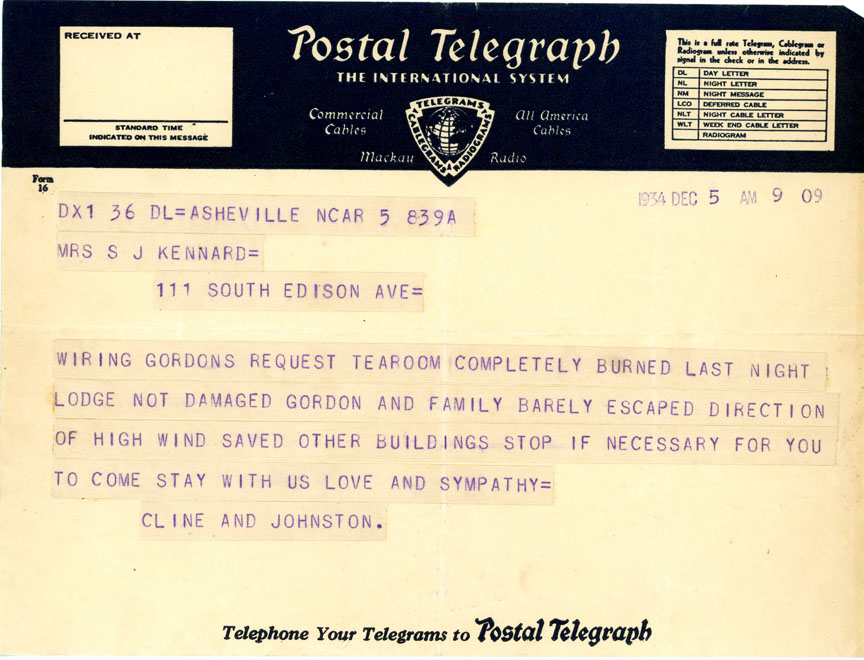 RECEIVED AT
STANDARD TIME
INDICATED ON THIS MESSAGE
Postal Telegraph
THE INTERNATIONAL SYSTEM
Commercial
Cables
TELEGRAMS
CABLEGRAMS
RADIOGRAMS
All America
Cables
Mackay Radio
This is a full rate Telegram, Cablegram or
Radiogram unless otherwise indicated by
signal in the check or in the address.
DL DAY LETTER
NL NIGHT LETTER
NM NIGHT MESSAGE
LCO DEFERRED CABLE
NLT NIGHT CABLE LETTER
WLT WEEK END CABLE LETTER
RADIOGRAM
Form
16
1934 DEC 5 AM 9 09
DX1 36 DL=ASHEVILLE NCAR 5 839A
MRS S J KENNARD=
111 SOUTH EDISON AVE=
WIRING GORDONS REQUEST TEAROOM COMPLETELY BURNED LAST NIGHT
LODGE NOT DAMAGED GORDON AND FAMILY BARELY ESCAPED DIRECTION
OF HIGH WIND SAVED OTHER BUILDINGS STOP IF NECESSARY FOR YOU
TO COME STAY WITH US LOVE AND SYMPATHY=
CLINE AND JOHNSTON.
Telephone Your Telegrams to Postal Telegraph